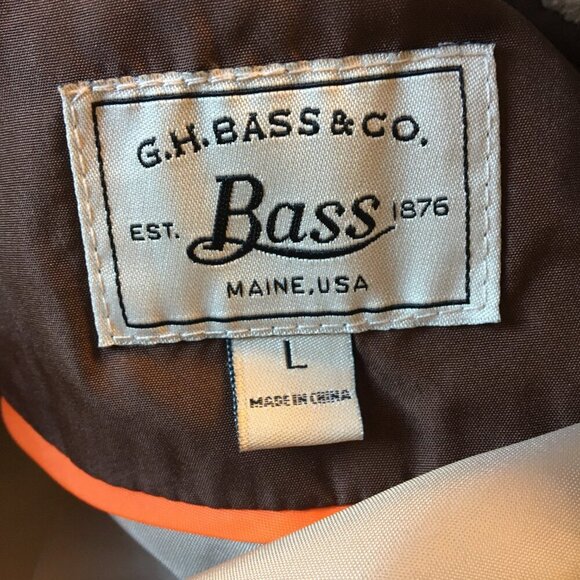 G.H.BASS & CO.
EST. Bass 1876
MAINE, USA
L
MADE IN CHINA